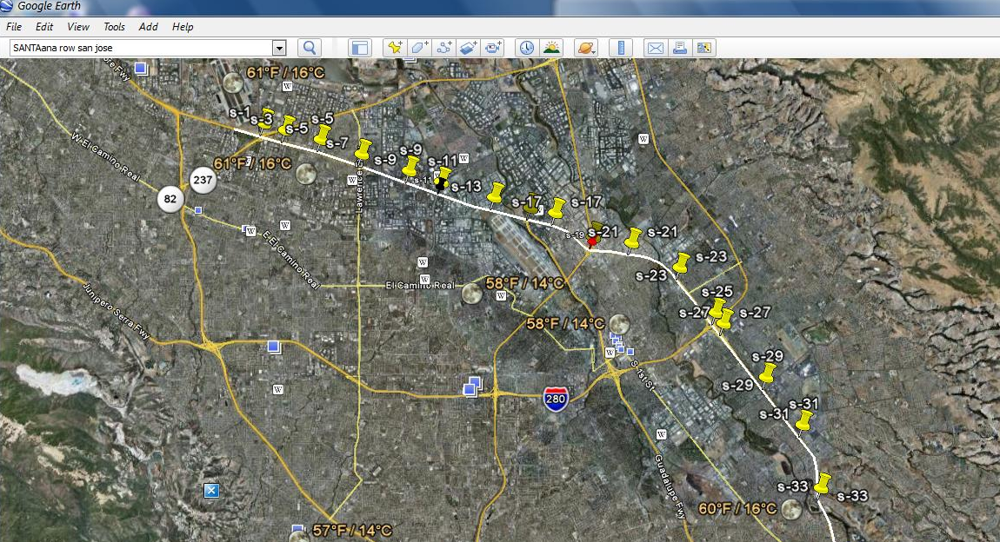 Google Earth
File Edit View Tools Add Help
SANTAana row san jose
61°F / 16°C
s-1
s-3
s-5
s-5
s-7
W El Camino Real
61°F / 16°C
s-9
s-9
s-11
s-11
s-13
237
82
Lawrence E
s-17
s-17
s-19
s-21
s-21
s-23
s-23
E El Camino Real
El Camino Real
58°F / 14°C
s-25
s-27
s-27
Junipero Serra Fwy
58°F / 14°C
s-29
s-29
S 1st St
280
s-31
s-31
Guadalupe Fwy
s-33
s-33
60°F / 16°C
57°F / 14°C